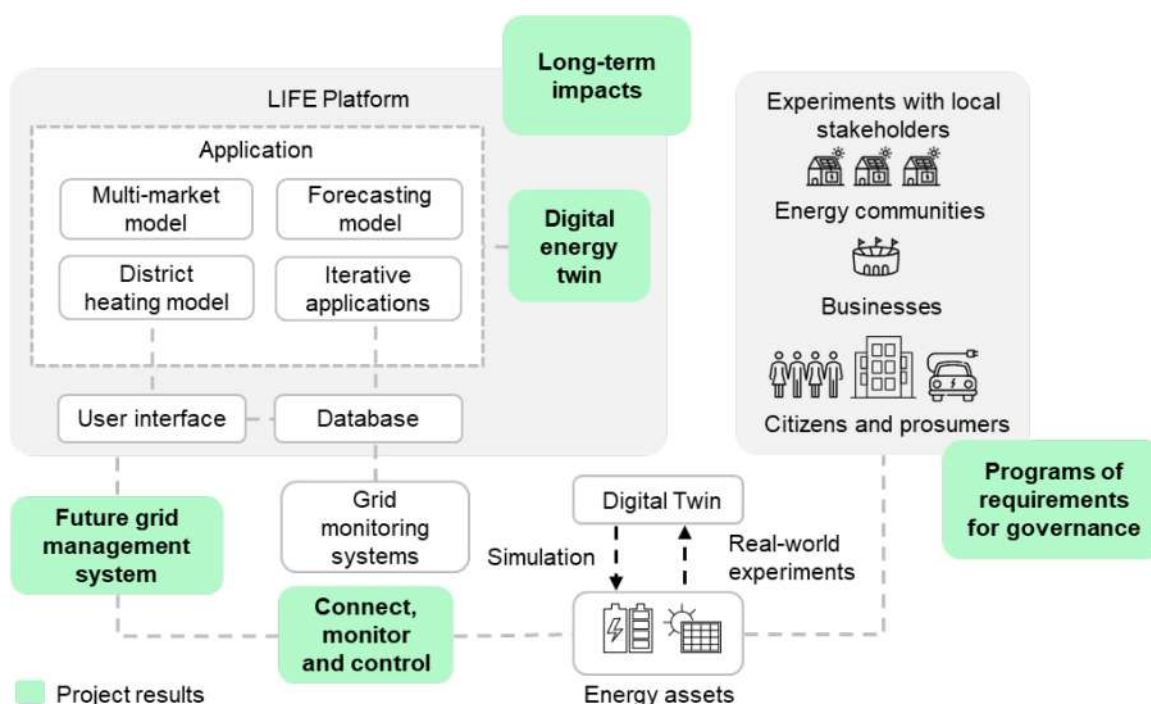 Long-term
impacts
LIFE Platform
Application
Multi-market
model
Forecasting
model
District
heating model
Iterative
applications
Digital
energy
twin
User interface
Database
Experiments with local
stakeholders
Energy communities
Businesses
Citizens and prosumers
Programs of
requirements
for governance
Future grid
management
system
Grid
monitoring
systems
Digital Twin
Simulation
Real-world
experiments
Connect,
monitor
and control
Energy assets
Project results